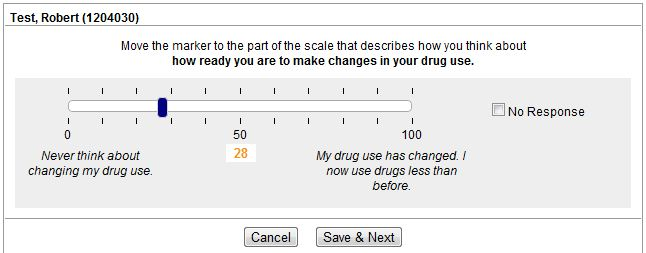 Test, Robert (1204030)
Move the marker to the part of the scale that describes how you think about
how ready you are to make changes in your drug use.
No Response
0 50 100
Never think about
changing my drug use.
28
My drug use has changed. I
now use drugs less than
before.
Cancel Save & Next